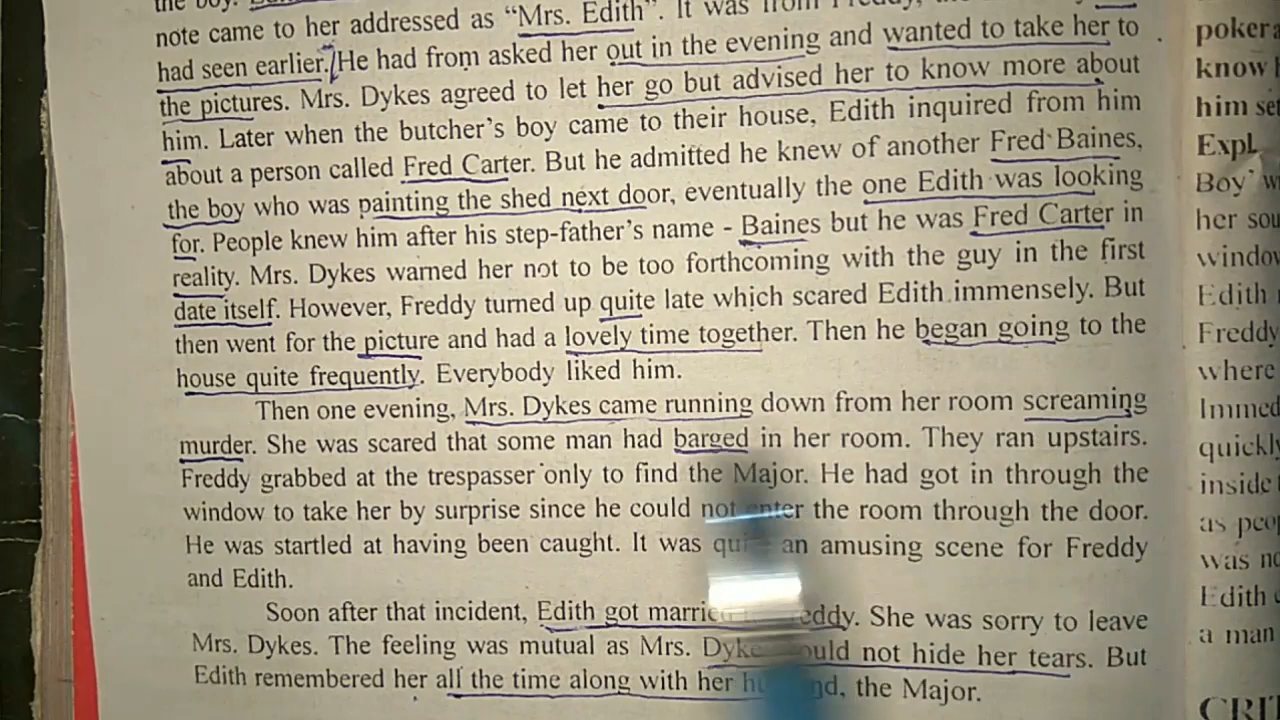 the boy.
note came to her addressed as "Mrs. Edith". It was from Freddy, the
had seen earlier. He had from asked her out in the evening and wanted to take her to
the pictures. Mrs. Dykes agreed to let her go but advised her to know more about
him. Later when the butcher's boy came to their house, Edith inquired from him
about a person called Fred Carter. But he admitted he knew of another Fred Baines,
the boy who was painting the shed next door, eventually the one Edith was looking
for. People knew him after his step-father's name - Baines but he was Fred Carter in
reality. Mrs. Dykes warned her not to be too forthcoming with the guy in the first
date itself. However, Freddy turned up quite late which scared Edith immensely. But
then went for the picture and had a lovely time together. Then he began going to the
house quite frequently. Everybody liked him.
Then one evening, Mrs. Dykes came running down from her room screaming
murder. She was scared that some man had barged in her room. They ran upstairs.
Freddy grabbed at the trespasser only to find the Major. He had got in through the
window to take her by surprise since he could not enter the room through the door.
He was startled at having been caught. It was an amusing scene for Freddy
and Edith.
Soon after that incident, Edith got married Freddy. She was sorry to leave
Mrs. Dykes. The feeling was mutual as Mrs. Dykes could not hide her tears. But
Edith remembered her all the time along with her husband, the Major.
know
him
Boy
her
Edith
Freddy
where
quickly
inside
as
was
Edith
a man